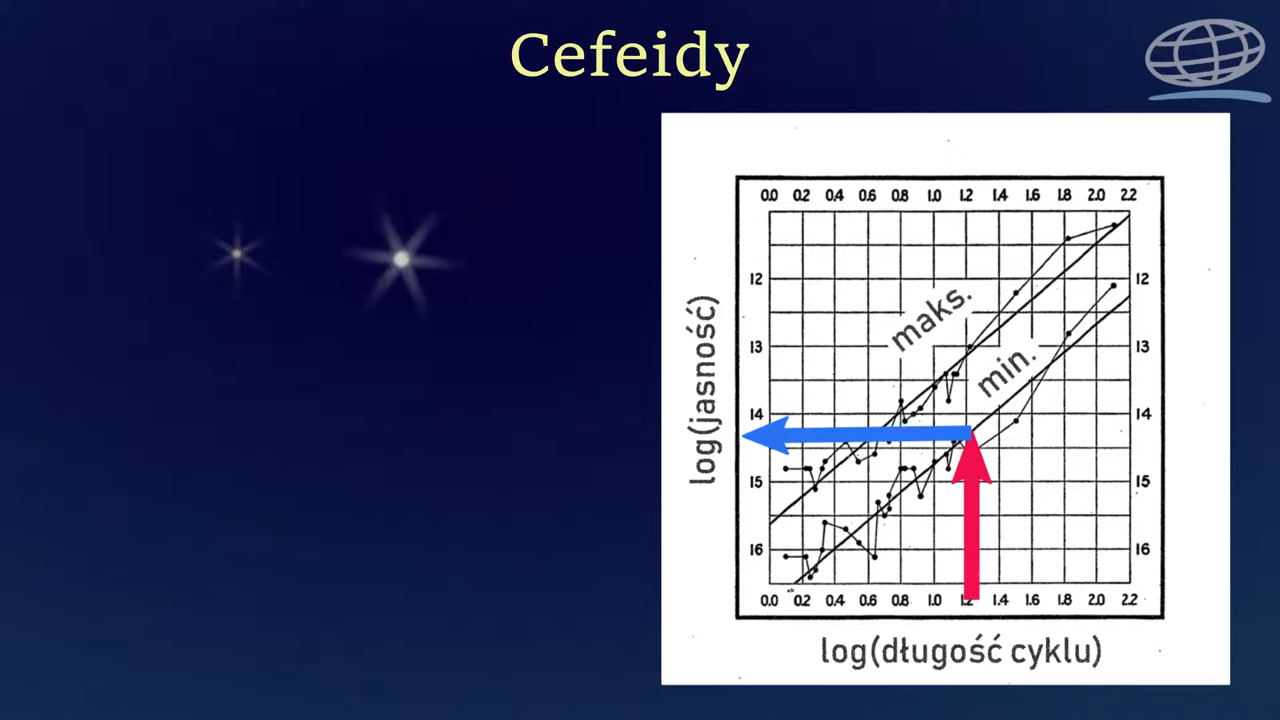 Cefeidy
0.0 0.2 0.4 0.6 0.8 1.0 1.2 1.4 1.6 1.8 2.0 2.2
12 12
13 13
14 14
15 15
16 16
maks.
min.
log(jasność)
0.0 0.2 0.4 0.6 0.8 1.0 1.2 1.4 1.6 1.8 2.0 2.2
log(długość cyklu)